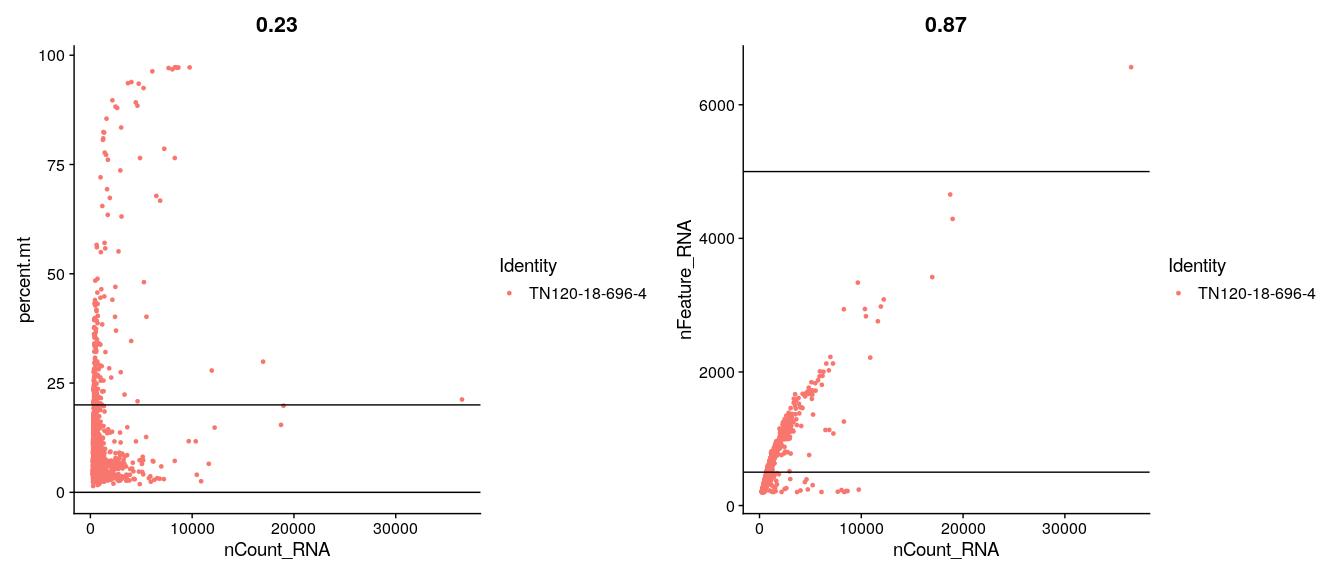 0.23
percent.mt
100
75
50
25
0
0 10000 20000 30000
nCount_RNA
Identity
TN120-18-696-4
0.87
nFeature_RNA
6000
4000
2000
0
0 10000 20000 30000
nCount_RNA
Identity
TN120-18-696-4